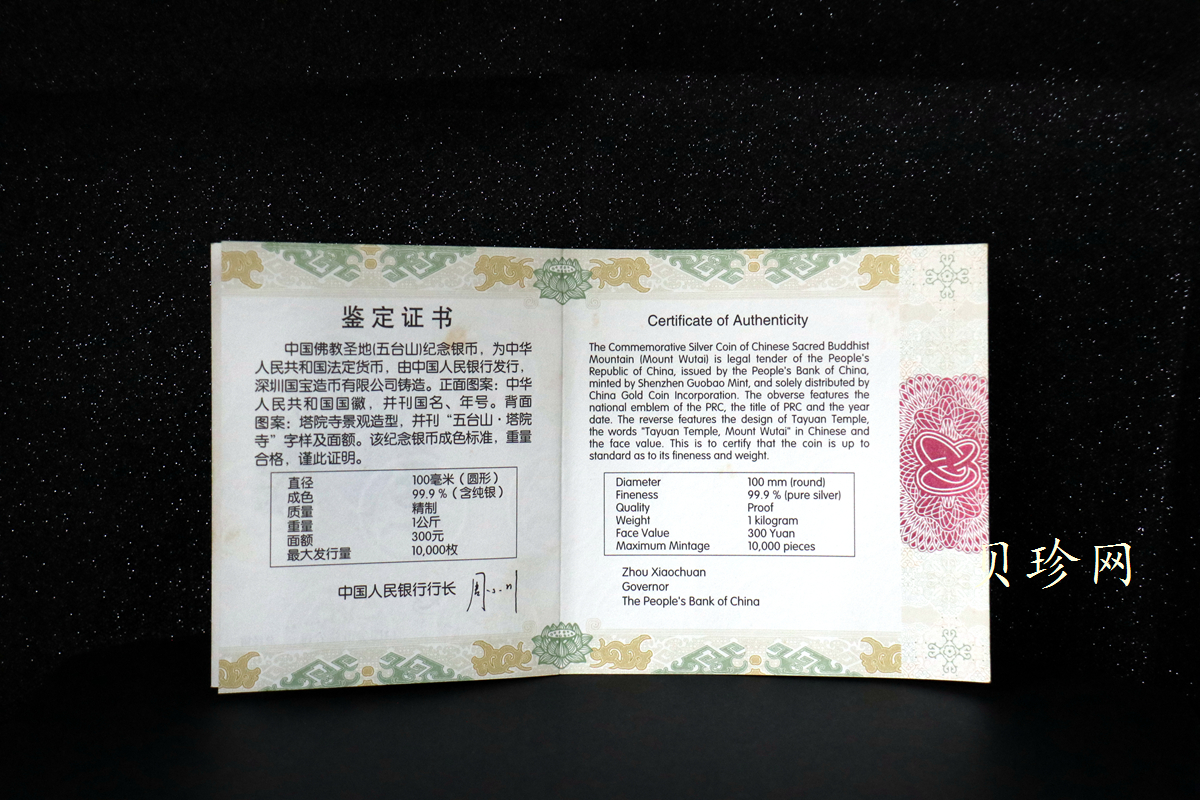 鉴定证书
中国佛教圣地(五台山)纪念银币，为中华
人民共和国法定货币，由中国人民银行发行，
深圳国宝造币有限公司铸造。正面图案：中华
人民共和国国徽，并刊国名、年号。背面
图案：塔院寺景观造型，并刊“五台山·塔院
寺”字样及面额。该纪念银币成色标准，重量
合格，谨此证明。
直径 100毫米（圆形）
成色 99.9％（含纯银）
质量 精制
重量 1公斤
面额 300元
最大发行量 10,000枚
中国人民银行行长 周小川
Certificate of Authenticity
The Commemorative Silver Coin of Chinese Sacred Buddhist
Mountain (Mount Wutai) is legal tender of the People's
Republic of China, issued by the People's Bank of China,
minted by Shenzhen Guobao Mint, and solely distributed by
China Gold Coin Incorporation. The obverse features the
national emblem of the PRC, the title of PRC and the year
date. The reverse features the design of Tayuan Temple,
the words "Tayuan Temple, Mount Wutai" in Chinese and
the face value. This is to certify that the coin is up to
standard as to its fineness and weight.
Diameter 100 mm (round)
Fineness 99.9 % (pure silver)
Quality Proof
Weight 1 kilogram
Face Value 300 Yuan
Maximum Mintage 10,000 pieces
Zhou Xiaochuan
Governor
The People's Bank of China
珍网